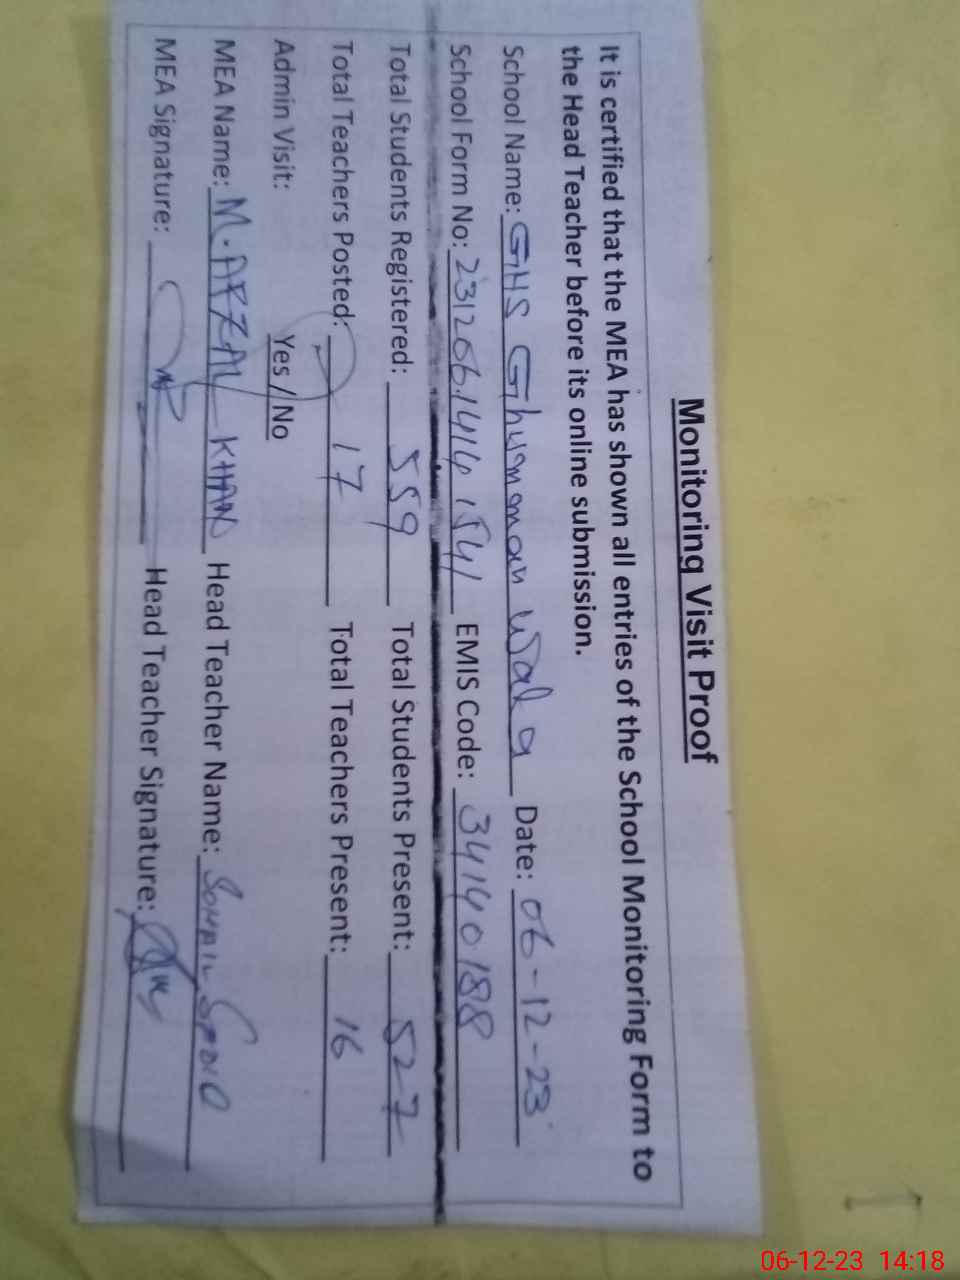 Monitoring Visit Proof
It is certified that the MEA has shown all entries of the School Monitoring Form to
the Head Teacher before its online submission.
School Name: GHS Ghumman Wala Date: 06-12-23
School Form No: 23120614141541 EMIS Code: 34140188
Total Students Registered: 559 Total Students Present: 527
Total Teachers Posted: 17 Total Teachers Present: 16
Admin Visit: Yes / No
MEA Name: M. AFZAL KHAN Head Teacher Name: SOHAIL
MEA Signature: Head Teacher Signature:
06-12-23 14:18